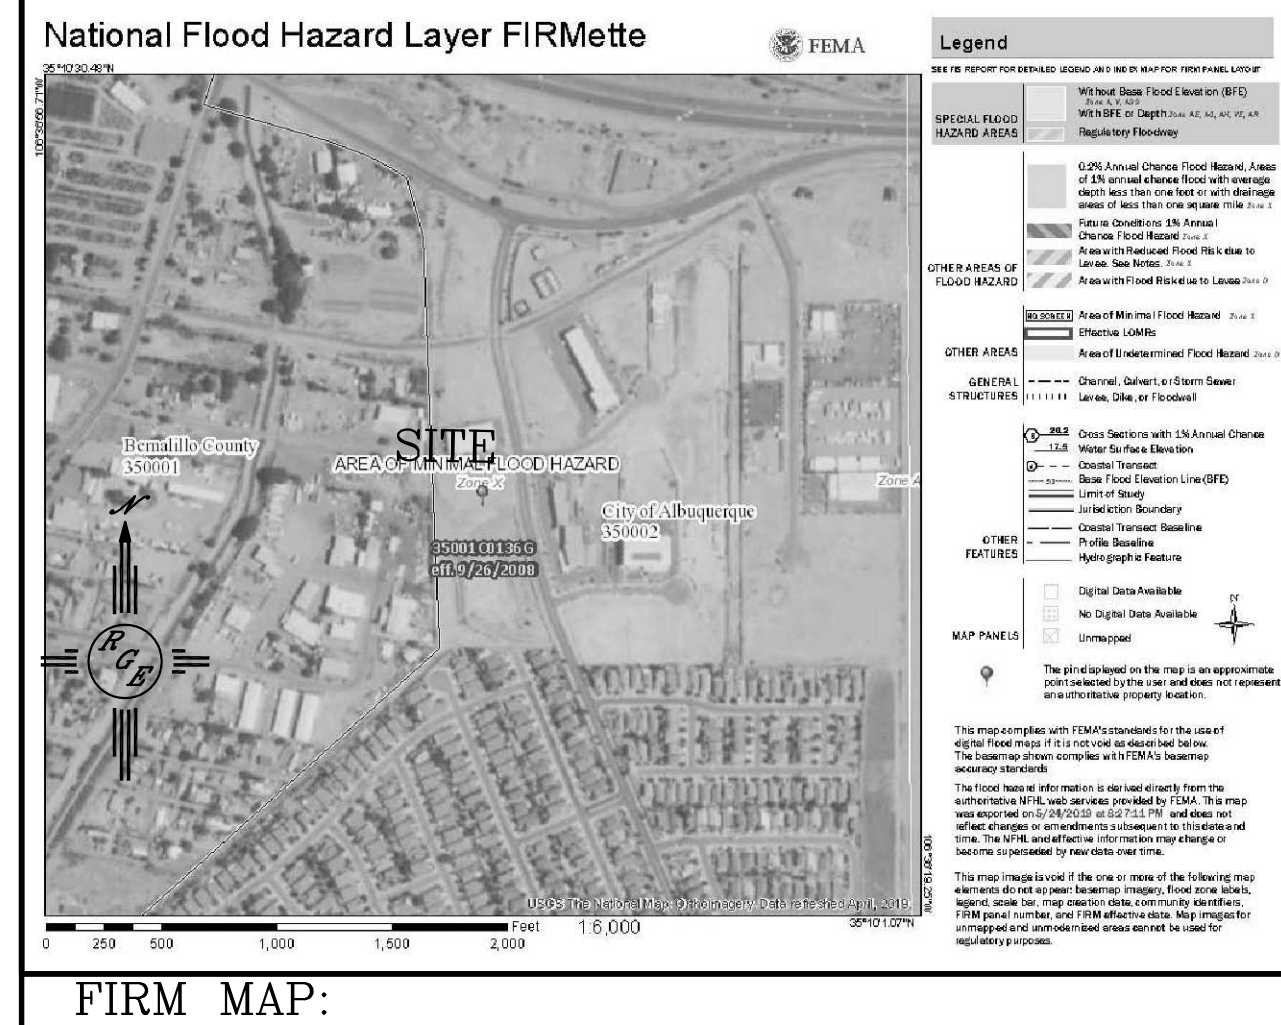 National Flood Hazard Layer FIRMette
FEMA
35°10'30.48"N
SITE
Bernalillo County
350001
AREA OF MINIMAL FLOOD HAZARD
Zone X
Zone A
City of Albuquerque
350002
35001C0136G
eff. 9/26/2008
N
RGE
USGS The National Map: Orthoimagery. Data refreshed April, 2019.
106°36'19.25"W
35°10'1.07"N
0 250 500 1,000 1,500 2,000 Feet 1:6,000
Legend
SEE FIS REPORT FOR DETAILED LEGEND AND INDEX MAP FOR FIRM PANEL LAYOUT
SPECIAL FLOOD
HAZARD AREAS
Without Base Flood Elevation (BFE)
Zone A, V, A99
With BFE or Depth Zone AE, AO, AH, VE, AR
Regulatory Floodway
0.2% Annual Chance Flood Hazard, Areas
of 1% annual chance flood with average
depth less than one foot or with drainage
areas of less than one square mile Zone X
Future Conditions 1% Annual
Chance Flood Hazard Zone X
Area with Reduced Flood Risk due to
Levee. See Notes. Zone X
Area with Flood Risk due to Levee Zone D
OTHER AREAS OF
FLOOD HAZARD
NO SCREEN Area of Minimal Flood Hazard Zone X
Effective LOMRs
OTHER AREAS
Area of Undetermined Flood Hazard Zone D
GENERAL
STRUCTURES
Channel, Culvert, or Storm Sewer
Levee, Dike, or Floodwall
20.2 Cross Sections with 1% Annual Chance
17.5 Water Surface Elevation
Coastal Transect
Base Flood Elevation Line (BFE)
Limit of Study
Jurisdiction Boundary
Coastal Transect Baseline
OTHER
FEATURES
Profile Baseline
Hydrographic Feature
Digital Data Available
No Digital Data Available
MAP PANELS
Unmapped
N
The pin displayed on the map is an approximate
point selected by the user and does not represent
an authoritative property location.
This map complies with FEMA's standards for the use of
digital flood maps if it is not void as described below.
The basemap shown complies with FEMA's basemap
accuracy standards
The flood hazard information is derived directly from the
authoritative NFHL web services provided by FEMA. This map
was exported on 5/24/2019 at 6:27:11 PM and does not
reflect changes or amendments subsequent to this date and
time. The NFHL and effective information may change or
become superseded by new data over time.
This map image is void if the one or more of the following map
elements do not appear: basemap imagery, flood zone labels,
legend, scale bar, map creation date, community identifiers,
FIRM panel number, and FIRM effective date. Map images for
unmapped and unmodernized areas cannot be used for
regulatory purposes.
FIRM MAP: